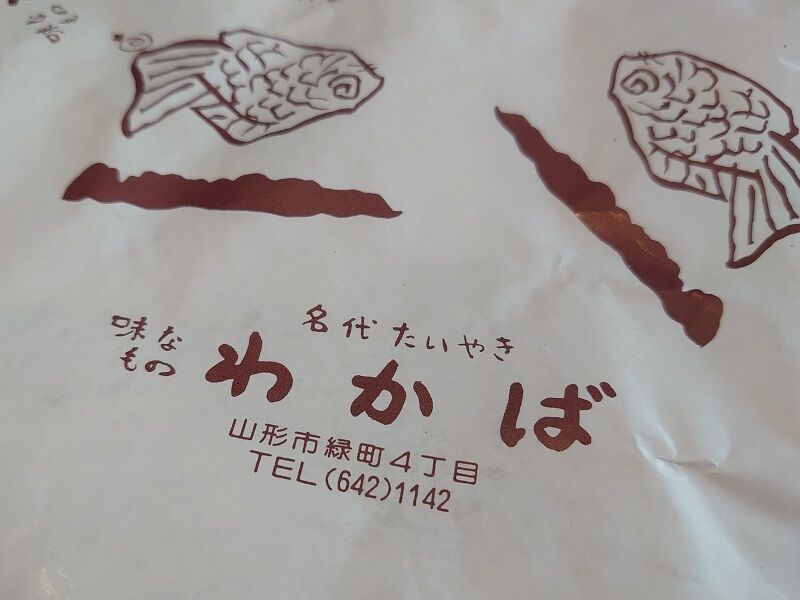 名代たいやき
味な
もの
わかば
山形市緑町4丁目
TEL(642)1142